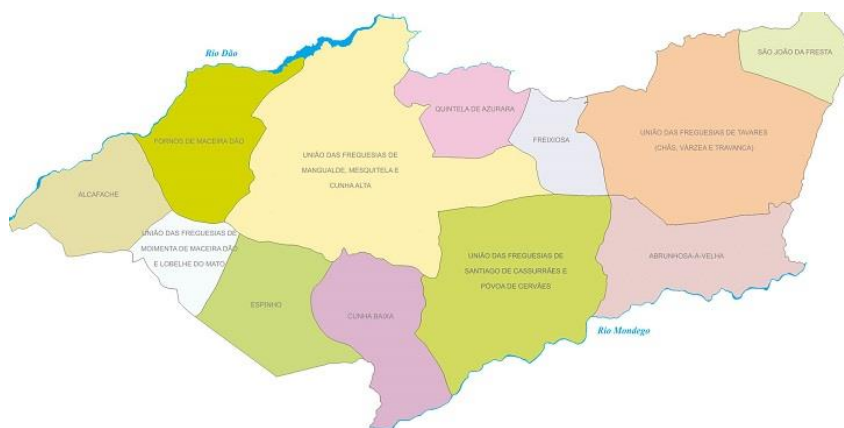 Rio Dão
SÃO JOÃO DA FRESTA
QUINTELA DE AZURARA
FORNOS DE MACEIRA DÃO
FREIXIOSA
UNIÃO DAS FREGUESIAS DE TAVARES
(CHÃS, VÁRZEA E TRAVANCA)
UNIÃO DAS FREGUESIAS DE
MANGUALDE, MESQUITELA E
CUNHA ALTA
ALCAFACHE
UNIÃO DAS FREGUESIAS DE
MOIMENTA DE MACEIRA DÃO
E LOBELHE DO MATO
UNIÃO DAS FREGUESIAS DE
SANTIAGO DE CASSURRÃES E
PÓVOA DE CERVÃES
ABRUNHOSA-A-VELHA
ESPINHO
CUNHA BAIXA
Rio Mondego